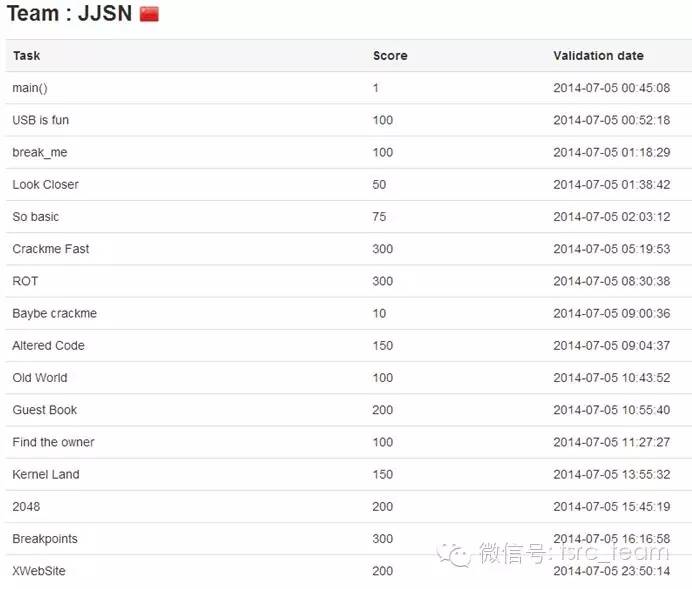 Team : JJSN
Task Score Validation date
main() 1 2014-07-05 00:45:08
USB is fun 100 2014-07-05 00:52:18
break_me 100 2014-07-05 01:18:29
Look Closer 50 2014-07-05 01:38:42
So basic 75 2014-07-05 02:03:12
Crackme Fast 300 2014-07-05 05:19:53
ROT 300 2014-07-05 08:30:38
Baybe crackme 10 2014-07-05 09:00:36
Altered Code 150 2014-07-05 09:04:37
Old World 100 2014-07-05 10:43:52
Guest Book 200 2014-07-05 10:55:40
Find the owner 100 2014-07-05 11:27:27
Kernel Land 150 2014-07-05 13:55:32
2048 200 2014-07-05 15:45:19
Breakpoints 300 2014-07-05 16:16:58
微信号: tsrc_team
XWebSite 200 2014-07-05 23:50:14